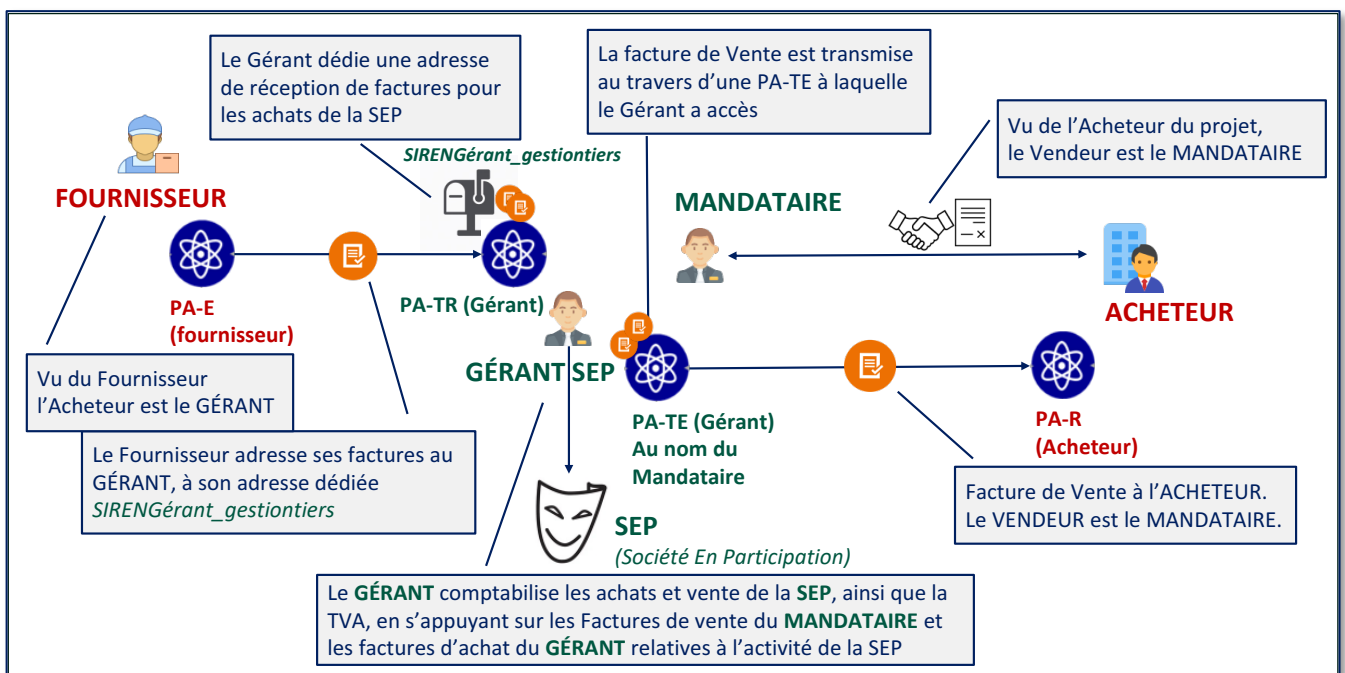 Le Gérant dédie une adresse
de réception de factures pour
les achats de la SEP
La facture de Vente est transmise
au travers d'une PA-TE à laquelle
le Gérant a accès
Vu de l'Acheteur du projet,
le Vendeur est le MANDATAIRE
SIRENGérant_gestiontiers
FOURNISSEUR
MANDATAIRE
PA-E
(fournisseur)
PA-TR (Gérant)
ACHETEUR
GÉRANT SEP
Vu du Fournisseur
l'Acheteur est le GÉRANT
PA-TE (Gérant)
Au nom du
Mandataire
PA-R
(Acheteur)
Le Fournisseur adresse ses factures au
GÉRANT, à son adresse dédiée
SIRENGérant_gestiontiers
Facture de Vente à l'ACHETEUR.
Le VENDEUR est le MANDATAIRE.
SEP
(Société En Participation)
Le GÉRANT comptabilise les achats et vente de la SEP, ainsi que la
TVA, en s'appuyant sur les Factures de vente du MANDATAIRE et
les factures d'achat du GÉRANT relatives à l'activité de la SEP